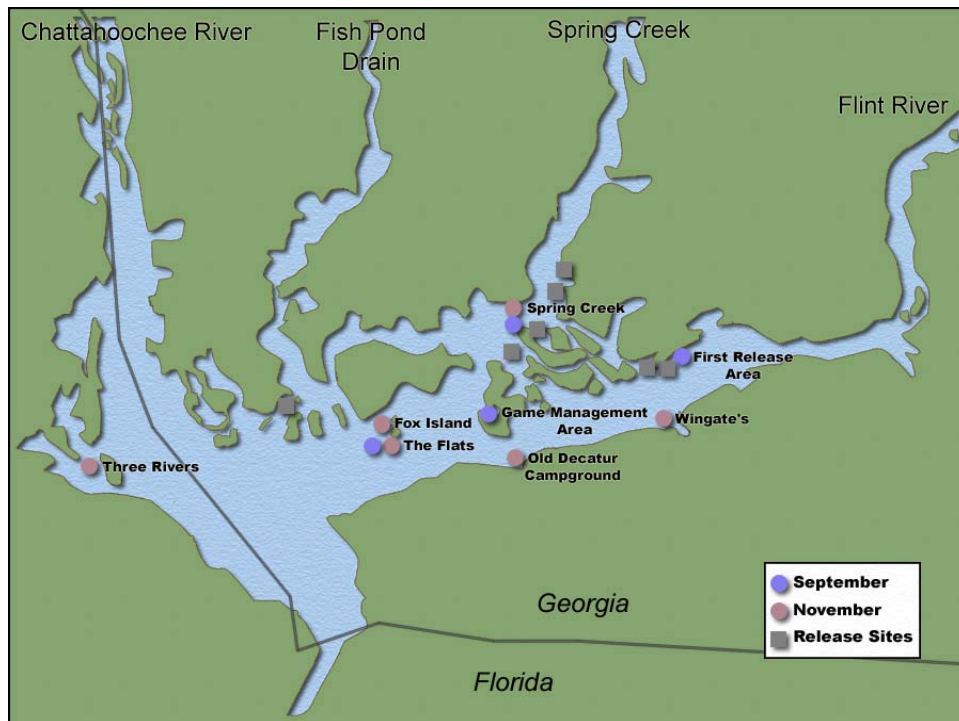 Chattahoochee River
Fish Pond
Drain
Spring Creek
Flint River
Spring Creek
First Release
Area
Game Management
Area
Wingate's
Fox Island
The Flats
Old Decatur
Campground
Three Rivers
September
November
Release Sites
Georgia
Florida